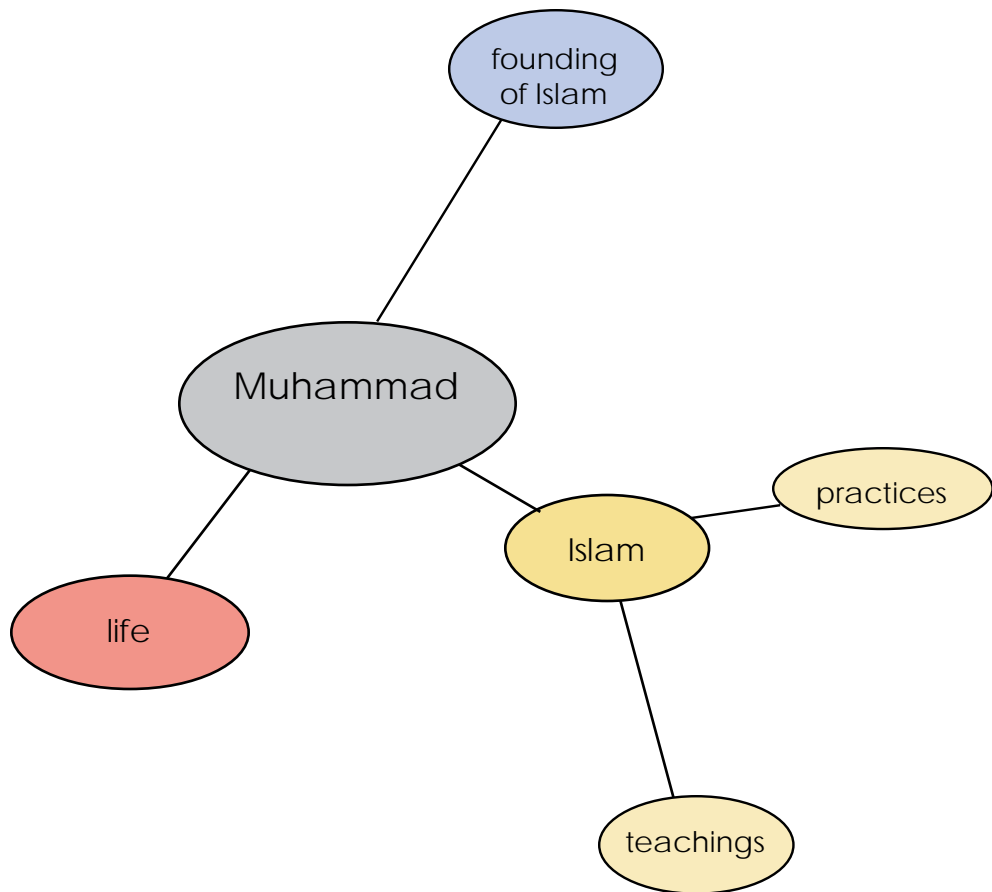 founding
of Islam
Muhammad
practices
Islam
life
teachings